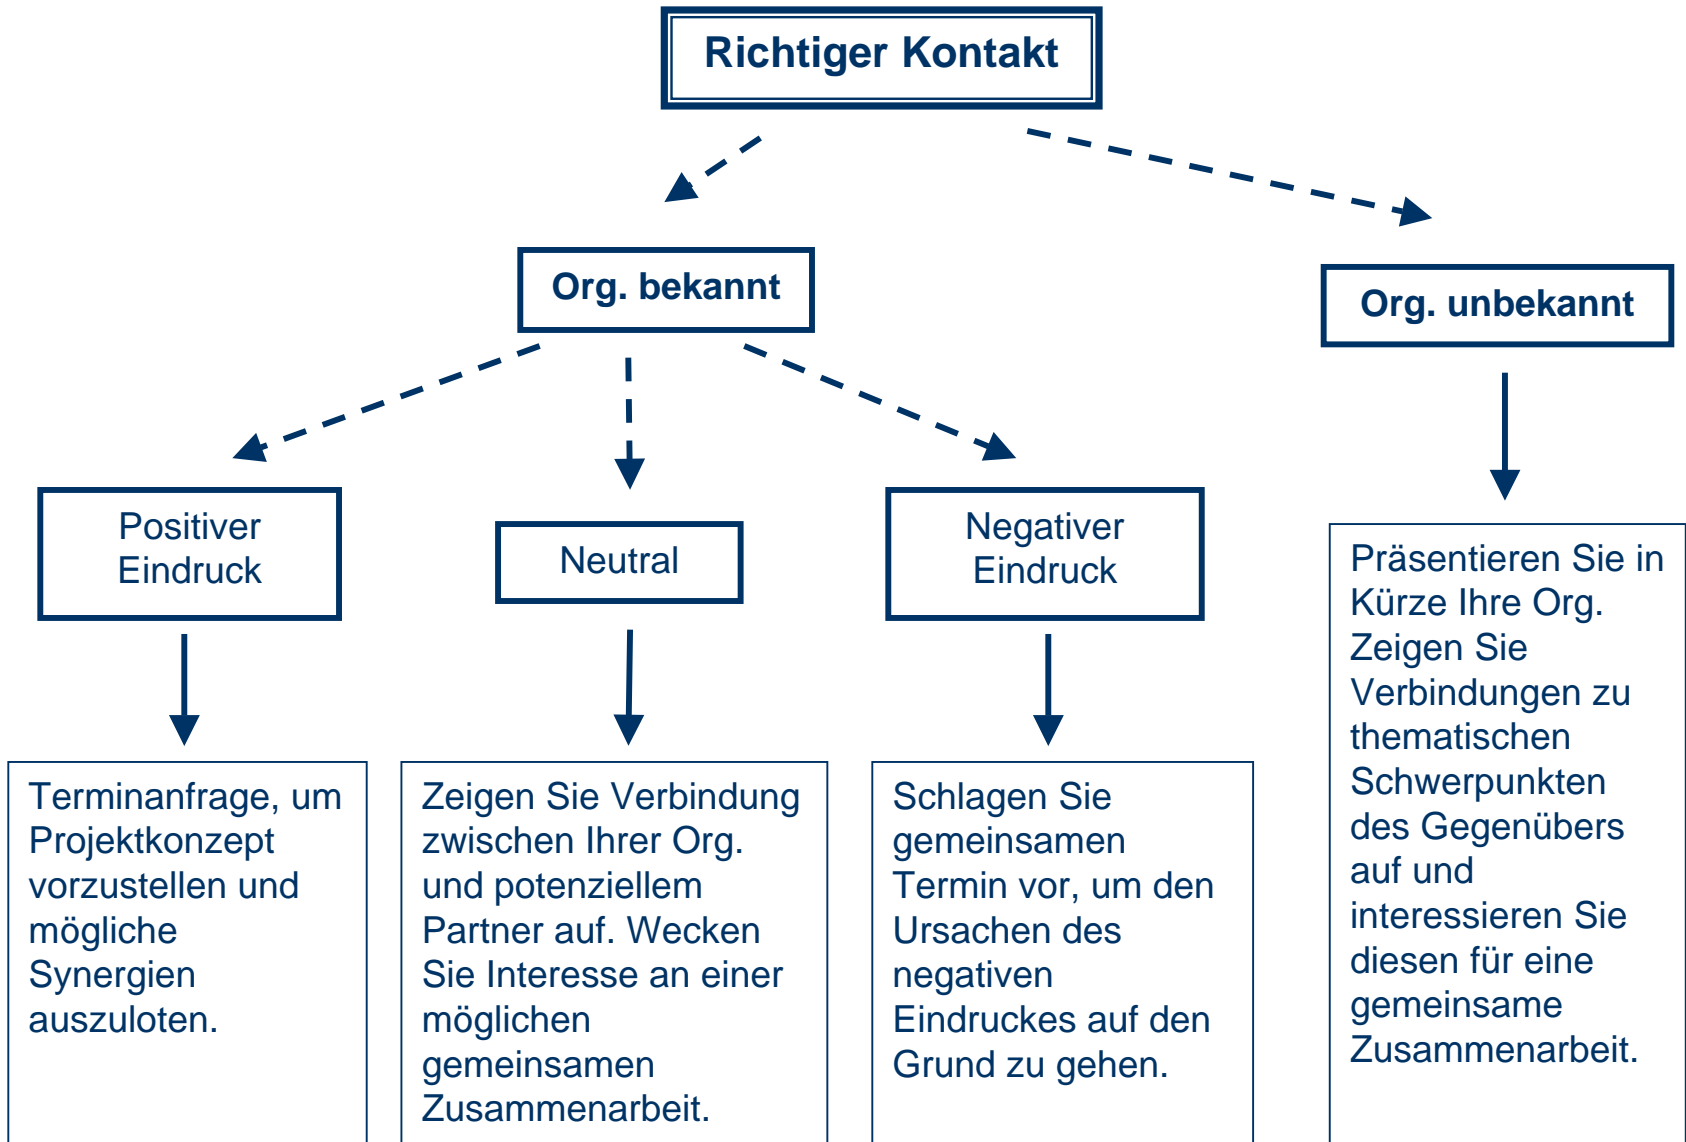 Richtiger Kontakt
Org. bekannt
Org. unbekannt
Positiver
Eindruck
Neutral
Negativer
Eindruck
Terminanfrage, um
Projektkonzept
vorzustellen und
mögliche
Synergien
auszuloten.
Zeigen Sie Verbindung
zwischen Ihrer Org.
und potenziellem
Partner auf. Wecken
Sie Interesse an einer
möglichen
gemeinsamen
Zusammenarbeit.
Schlagen Sie
gemeinsamen
Termin vor, um den
Ursachen des
negativen
Eindruckes auf den
Grund zu gehen.
Präsentieren Sie in
Kürze Ihre Org.
Zeigen Sie
Verbindungen zu
thematischen
Schwerpunkten
des Gegenübers
auf und
interessieren Sie
diesen für eine
gemeinsame
Zusammenarbeit.